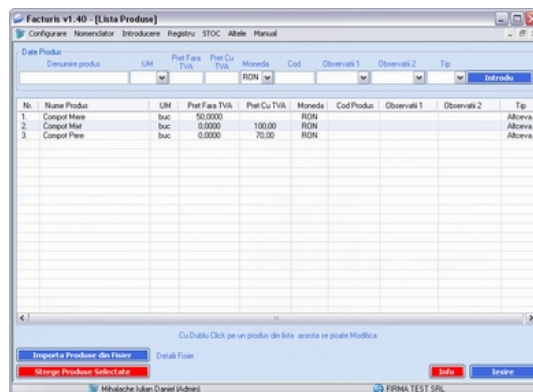 Facturis v1.40 - [Lista Produse]
Configurare Nomenclator Introducere Registru STOC Altele Manual
Date Produs
Denumire produs UM Pret Fara TVA Pret Cu TVA Moneda Cod Observatii 1 Observatii 2 Tip
RON Introdu
Nr. Nume Produs UM Pret Fara TVA Pret Cu TVA Moneda Cod Produs Observatii 1 Observatii 2 Tip
1. Compot Mere buc 50,0000 RON Altceva
2. Compot Mixt buc 0,0000 100,00 RON Altceva
3. Compot Pere buc 0,0000 70,00 RON Altceva
Cu Dublu Click pe un produs din lista acesta se poate Modifica
Importa Produse din Fisier Detalii Fisier
Sterge Produse Selectate Info Iesire
Mihalache Iulian Daniel (Admin) FIRMA TEST SRL